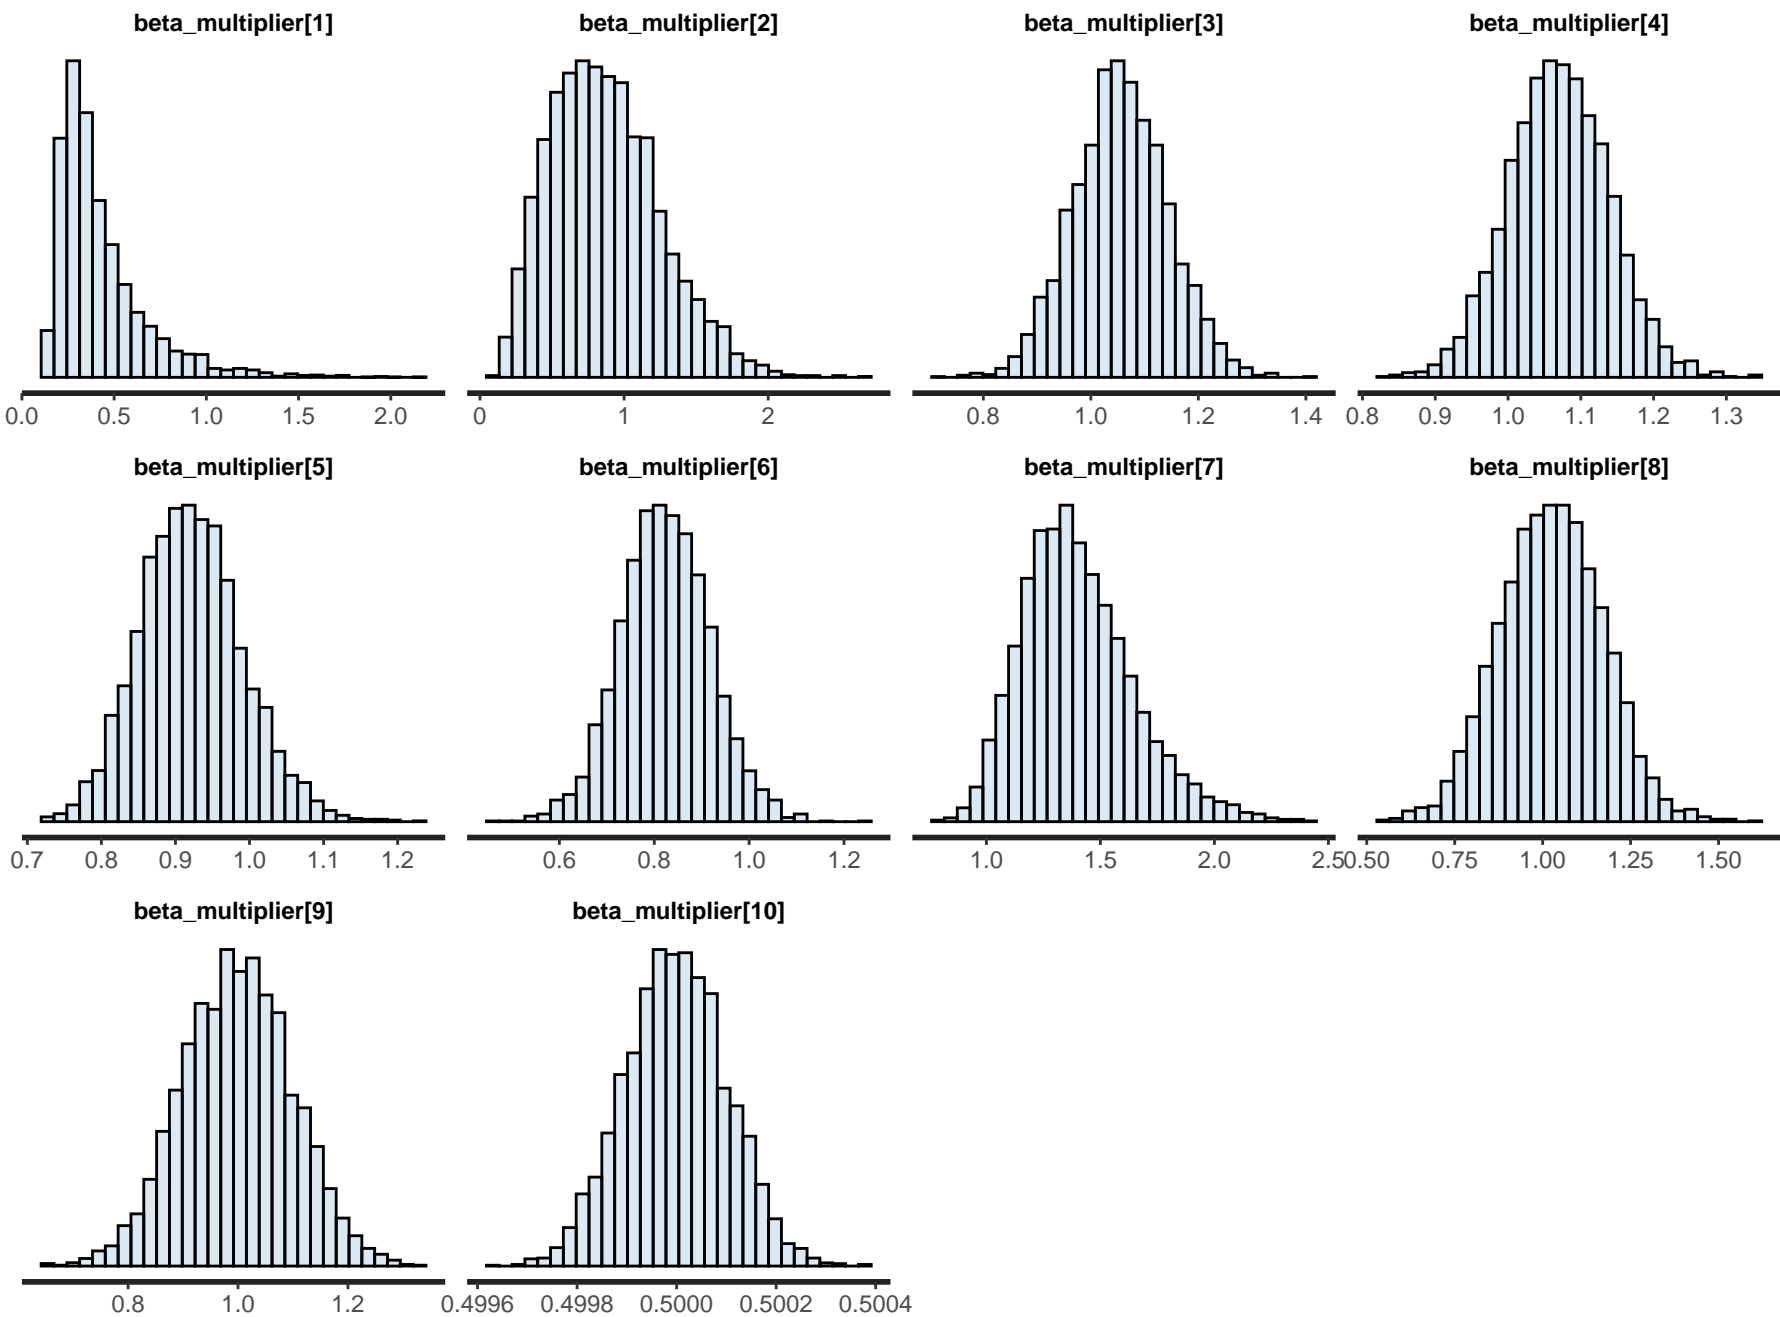 beta_multiplier[1] beta_multiplier[2] beta_multiplier[3] beta_multiplier[4]
0.0 0.5 1.0 1.5 2.0 0 1 2 0.8 1.0 1.2 1.4 0.8 0.9 1.0 1.1 1.2 1.3
beta_multiplier[5] beta_multiplier[6] beta_multiplier[7] beta_multiplier[8]
0.7 0.8 0.9 1.0 1.1 1.2 0.6 0.8 1.0 1.2 1.0 1.5 2.0 2.5 0.50 0.75 1.00 1.25 1.50
beta_multiplier[9] beta_multiplier[10]
0.8 1.0 1.2 0.4996 0.4998 0.5000 0.5002 0.5004